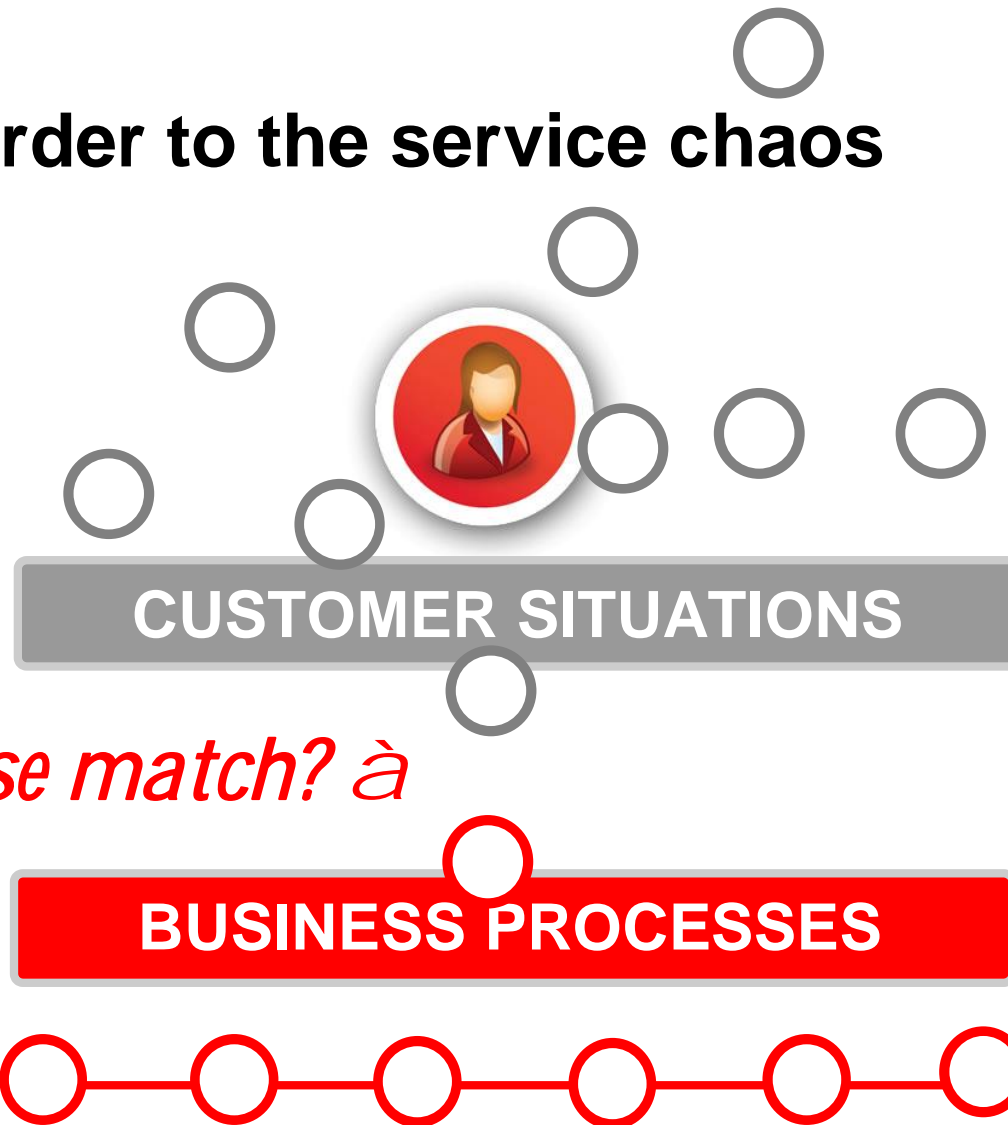 rder to the service chaos
CUSTOMER SITUATIONS
se match? à
BUSINESS PROCESSES